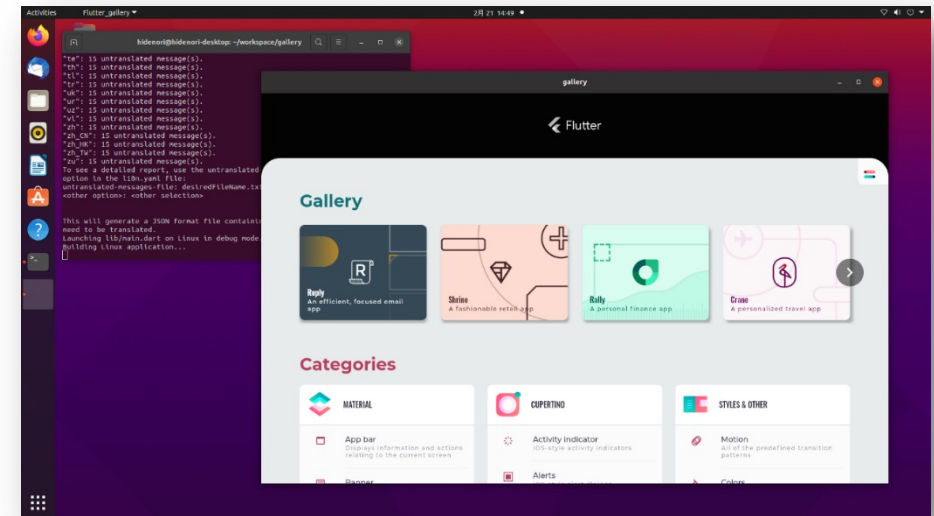 Activities
Flutter_gallery
2月 21 14:49
hidenori@hidenori-desktop: ~/workspace/gallery
"te": 15 untranslated message(s).
"th": 15 untranslated message(s).
"tl": 15 untranslated message(s).
"tr": 15 untranslated message(s).
"uk": 15 untranslated message(s).
"ur": 15 untranslated message(s).
"uz": 15 untranslated message(s).
"vi": 15 untranslated message(s).
"zh": 15 untranslated message(s).
"zh_CN": 15 untranslated message(s).
"zh_HK": 15 untranslated message(s).
"zh_TW": 15 untranslated message(s).
"zu": 15 untranslated message(s).
To see a detailed report, use the untranslated
option in the l10n.yaml file:
untranslated-messages-file: desiredFileName.tx
<other option>: <other selection>
This will generate a JSON format file containin
need to be translated.
Launching lib/main.dart on Linux in debug mode
Building Linux application...
gallery
Flutter
Gallery
R
Reply
An efficient, focused email
app
Shrine
A fashionable retail app
Rally
A personal finance app
Crane
A personalized travel app
Categories
MATERIAL
App bar
Displays information and actions
relating to the current screen
Banner
CUPERTINO
Activity indicator
iOS-style activity indicators
Alerts
STYLES & OTHER
Motion
All of the predefined transition
patterns
Colors